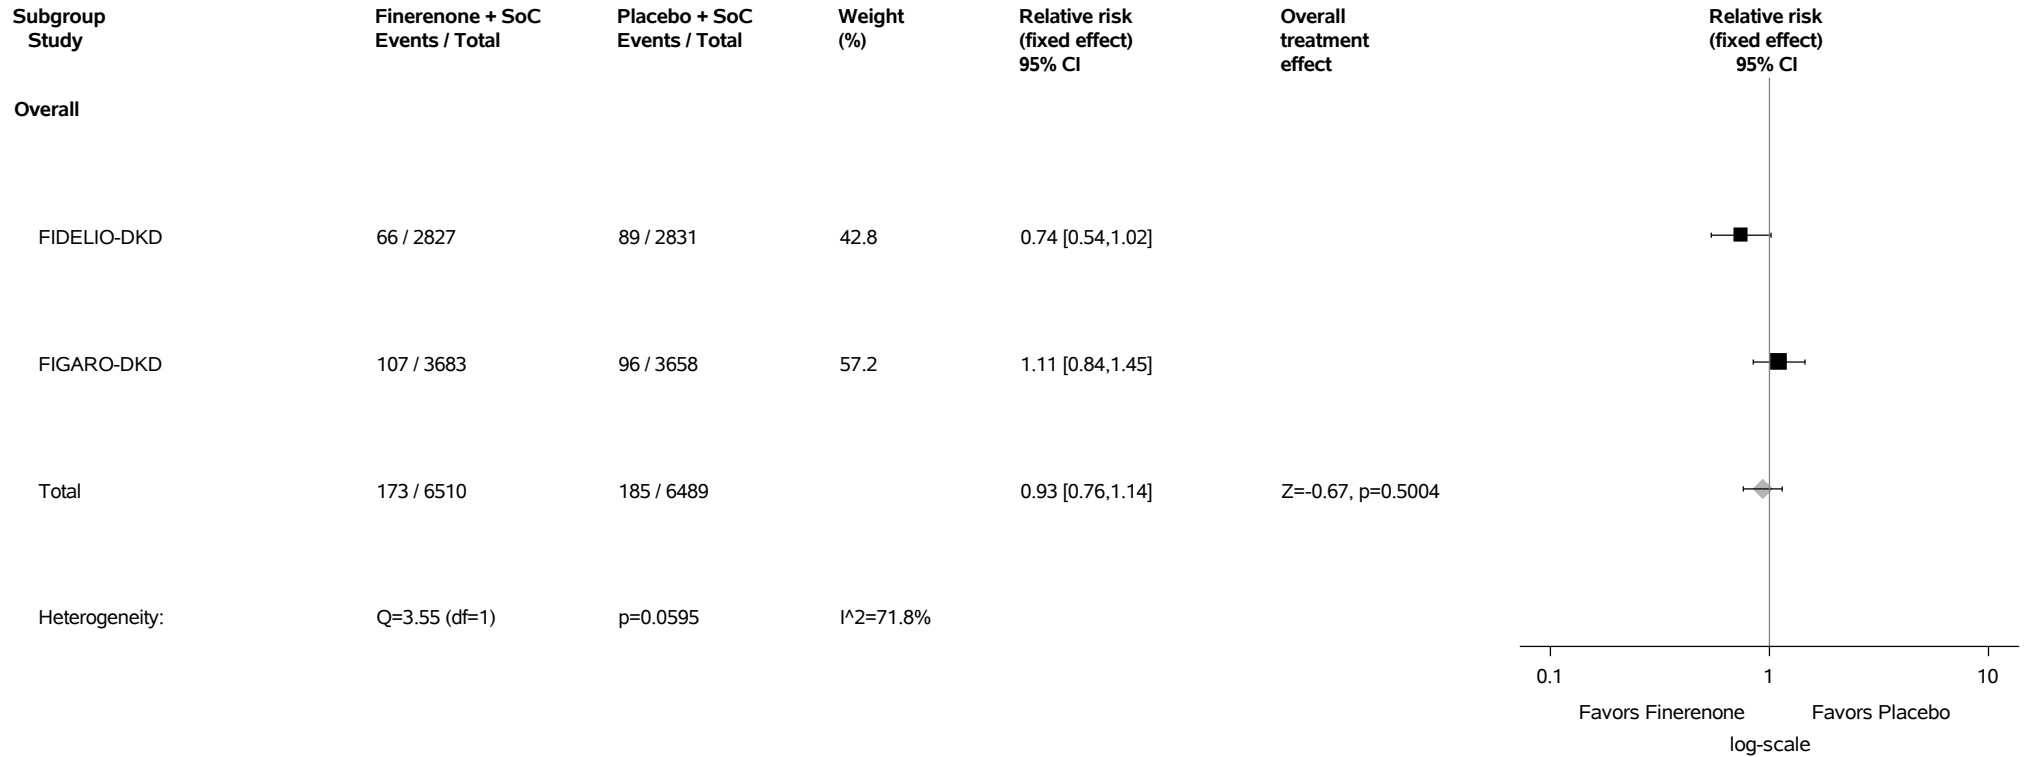 Subgroup Finerenone + SoC Placebo + SoC Weight Relative risk Overall Relative risk
Study Events / Total Events / Total (%) (fixed effect) treatment (fixed effect)
95% CI effect 95% CI
Overall
FIDELIO-DKD 66 / 2827 89 / 2831 42.8 0.74 [0.54,1.02]
FIGARO-DKD 107 / 3683 96 / 3658 57.2 1.11 [0.84,1.45]
Total 173 / 6510 185 / 6489 0.93 [0.76,1.14] Z=-0.67, p=0.5004
Heterogeneity: Q=3.55 (df=1) p=0.0595 I^2=71.8%
0.1 1 10
Favors Finerenone Favors Placebo
log-scale